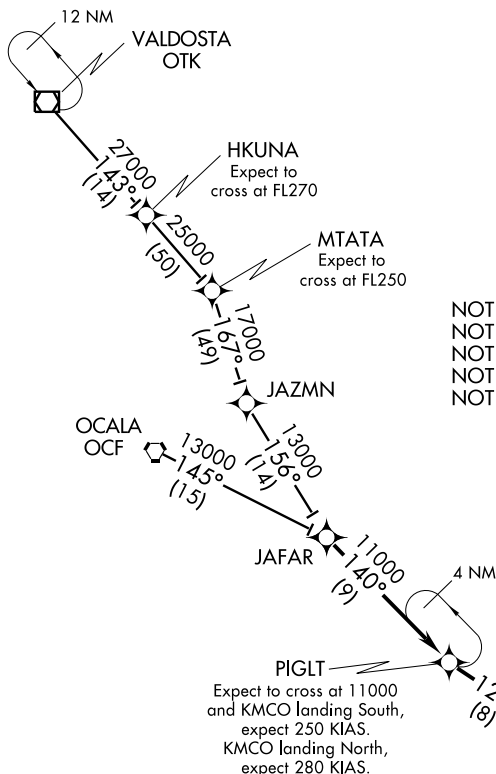 12 NM
VALDOSTA
OTK
27000
143°
(14)
HKUNA
Expect to
cross at FL270
25000
(50)
MTATA
Expect to
cross at FL250
17000
167°
(49)
NOT
NOT
NOT
NOT
NOT
JAZMN
OCALA
OCF
13000
145°
(15)
13000
156°
(14)
JAFAR
11000
140°
(9)
4 NM
PIGLT
Expect to cross at 11000
and KMCO landing South,
expect 250 KIAS.
KMCO landing North,
expect 280 KIAS.
12
(8)